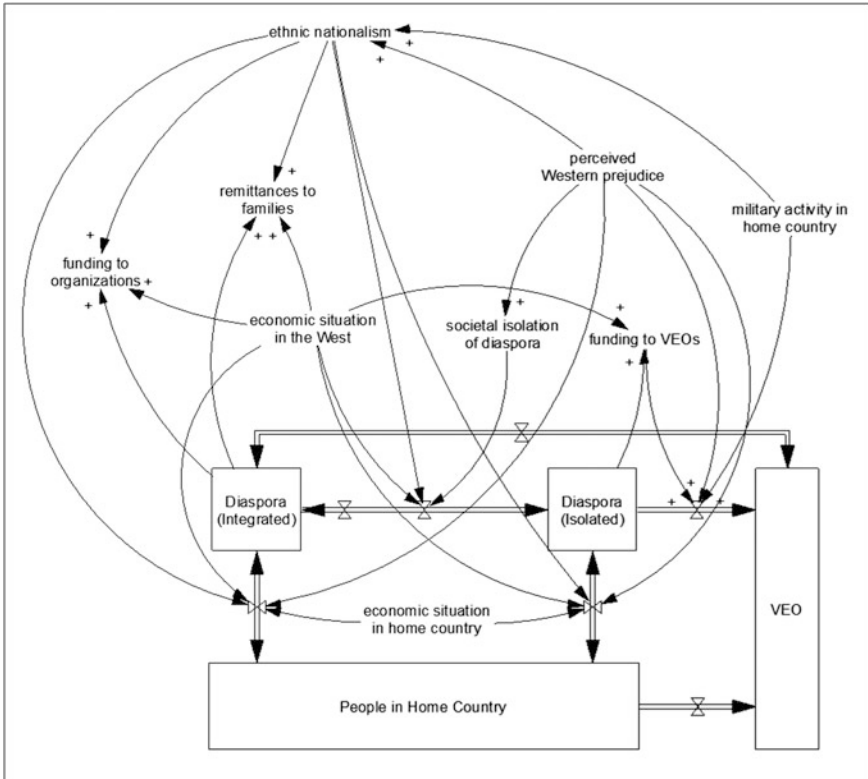 ethnic nationalism
+
+
perceived
Western prejudice
+
remittances to
families
military activity in
home country
+
+ +
funding to
organizations
+
+
economic situation
in the West
+
societal isolation
of diaspora
+
funding to VEOs
+
Diaspora
(Integrated)
Diaspora
(Isolated)
+
+
+
VEO
economic situation
in home country
People in Home Country